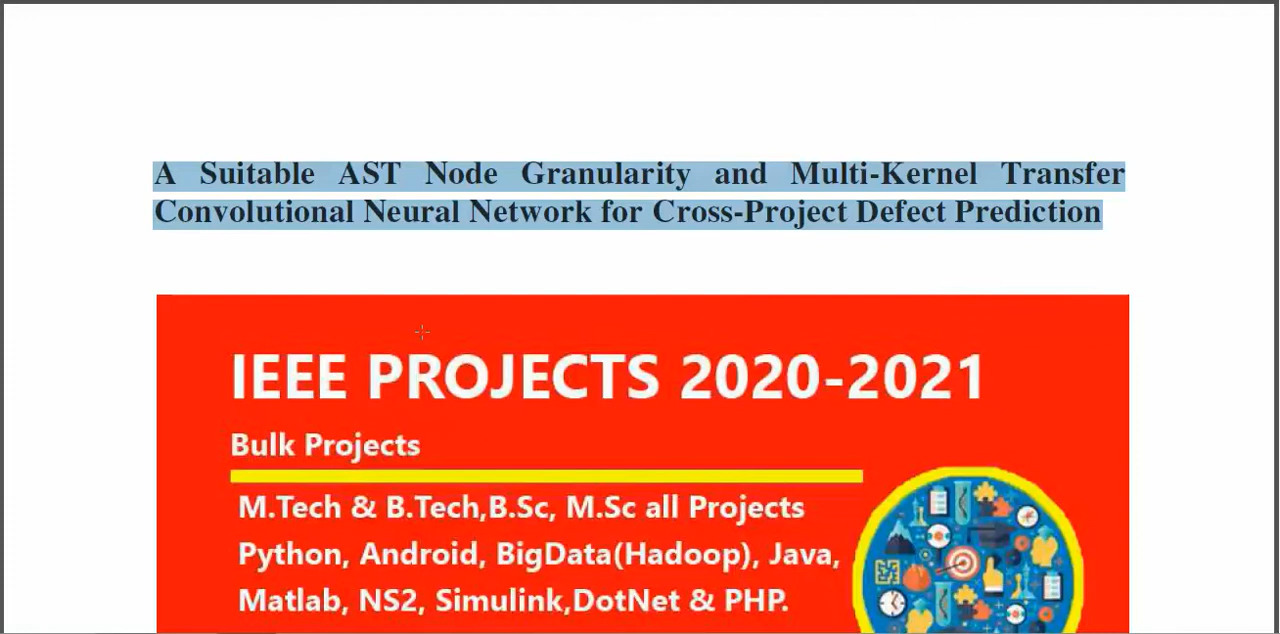 A Suitable AST Node Granularity and Multi-Kernel Transfer
Convolutional Neural Network for Cross-Project Defect Prediction
IEEE PROJECTS 2020-2021
Bulk Projects
M.Tech & B.Tech,B.Sc, M.Sc all Projects
Python, Android, BigData(Hadoop), Java,
Matlab, NS2, Simulink,DotNet & PHP.